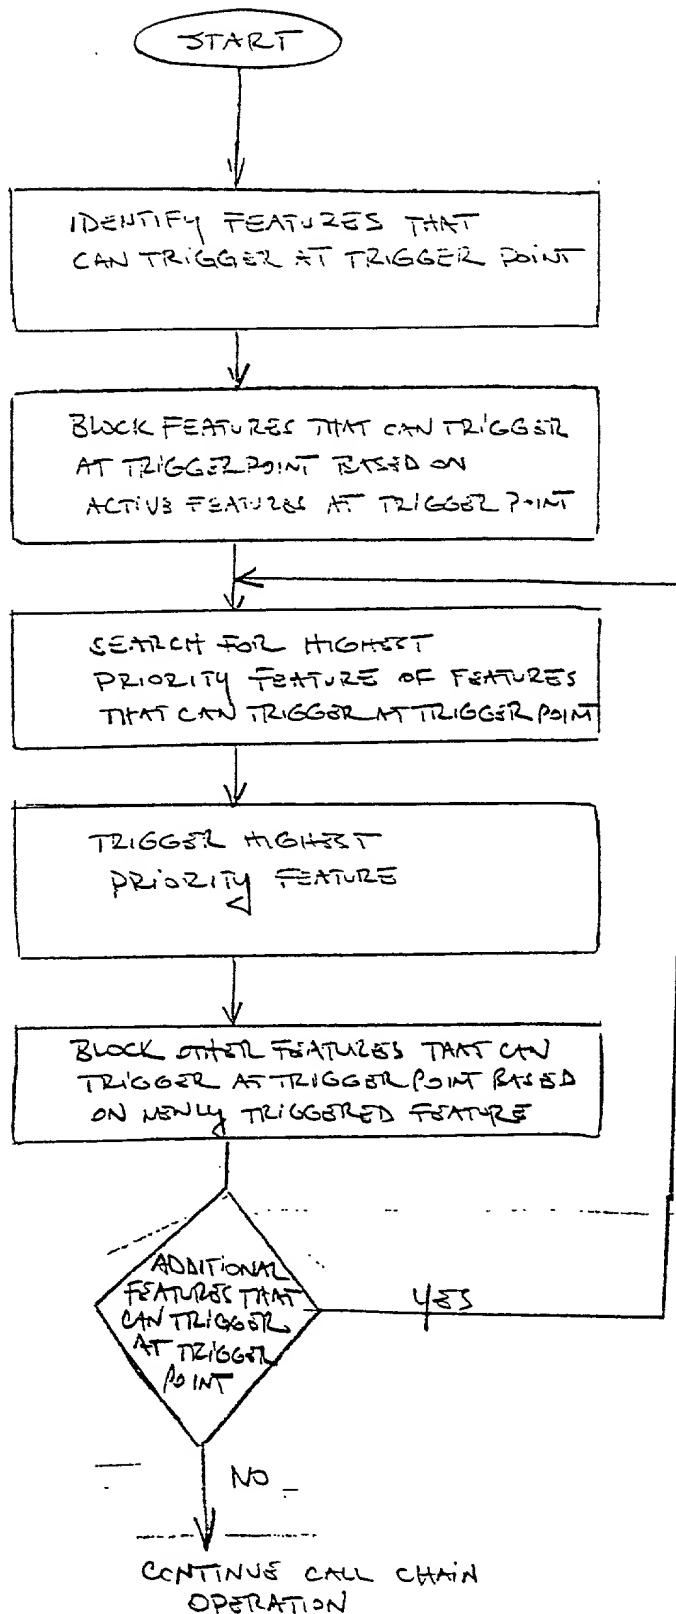 START
IDENTIFY FEATURES THAT
CAN TRIGGER AT TRIGGER POINT
BLOCK FEATURES THAT CAN TRIGGER
AT TRIGGER POINT BASED ON
ACTIVE FEATURES AT TRIGGER POINT
SEARCH FOR HIGHEST
PRIORITY FEATURE OF FEATURES
THAT CAN TRIGGER AT TRIGGER POINT
TRIGGER HIGHEST
PRIORITY FEATURE
BLOCK OTHER FEATURES THAT CAN
TRIGGER AT TRIGGER POINT BASED
ON NEWLY TRIGGERED FEATURE
ADDITIONAL
FEATURES THAT
CAN TRIGGER
AT TRIGGER
POINT
YES
NO
CONTINUE CALL CHAIN
OPERATION